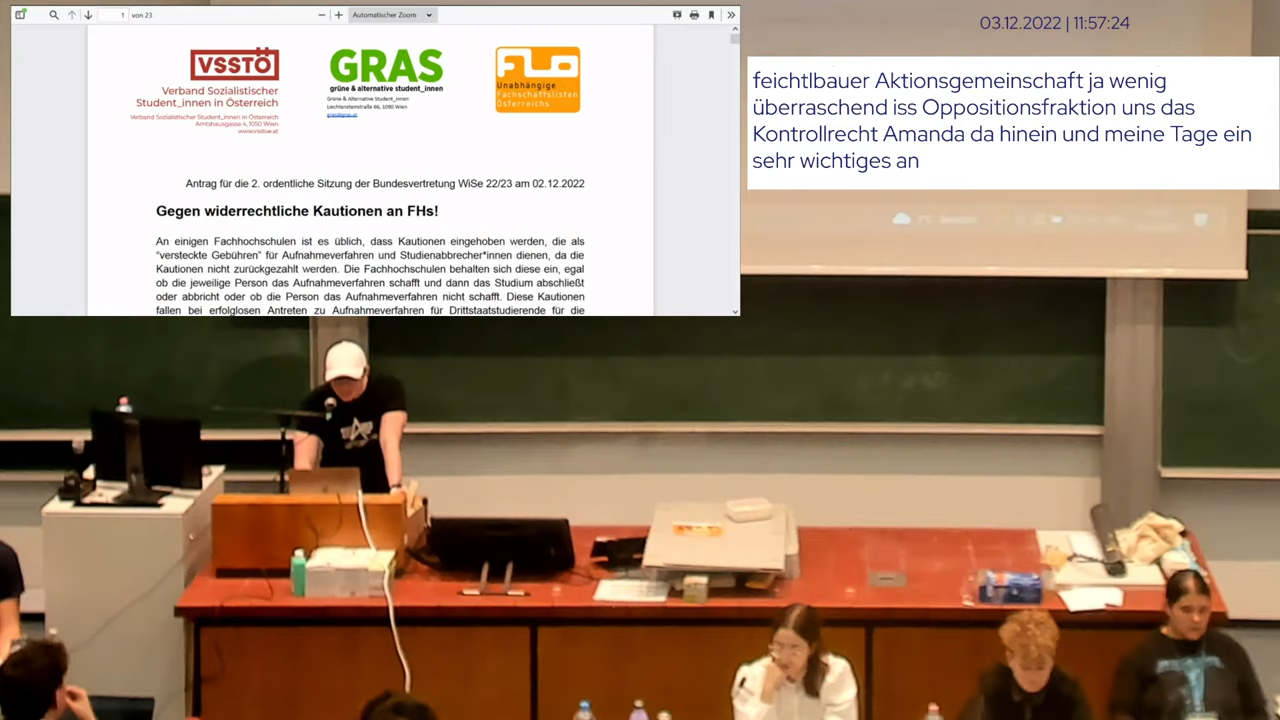 1 von 23
Automatischer Zoom
VSSTÖ
Verband Sozialistischer
Student_innen in Österreich
Verband Sozialistischer Student_innen in Österreich
Amtshausgasse 4, 1050 Wien
www.vsstoe.at
GRAS
grüne & alternative student_innen
Grüne & Alternative Student_innen
Liechtensteinstraße 66, 1090 Wien
gras@gras.at
FLÖ
Unabhängige
Fachschaftslisten
Österreichs
Antrag für die 2. ordentliche Sitzung der Bundesvertretung WiSe 22/23 am 02.12.2022
Gegen widerrechtliche Kautionen an FHs!
An einigen Fachhochschulen ist es üblich, dass Kautionen eingehoben werden, die als
"versteckte Gebühren" für Aufnahmeverfahren und Studienabbrecher*innen dienen, da die
Kautionen nicht zurückgezahlt werden. Die Fachhochschulen behalten sich diese ein, egal
ob die jeweilige Person das Aufnahmeverfahren schafft und dann das Studium abschließt
oder abbricht oder ob die Person das Aufnahmeverfahren nicht schafft. Diese Kautionen
fallen bei erfolglosen Antreten zu Aufnahmeverfahren für Drittstaatstudierende für die
03.12.2022 | 11:57:24
feichtlbauer Aktionsgemeinschaft ja wenig
überraschend iss Oppositionsfraktion uns das
Kontrollrecht Amanda da hinein und meine Tage ein
sehr wichtiges an